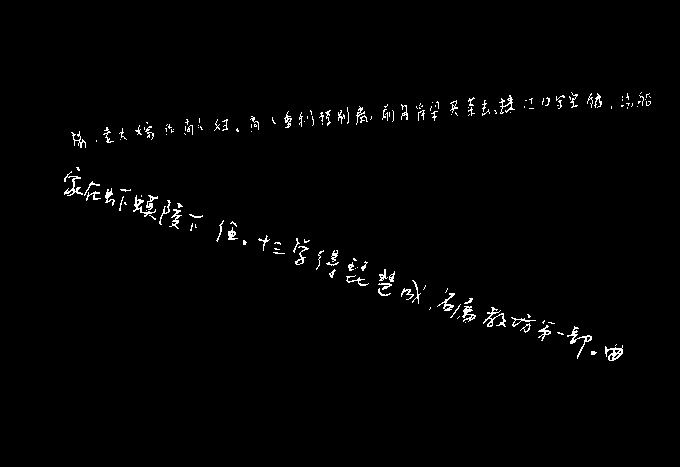 稀，老大嫁作商人妇。商人重利轻别离，前月浮梁买茶去。去来江口守空船，绕船
家在虾蟆陵下住。十三学得琵琶成，名属教坊第一部。曲